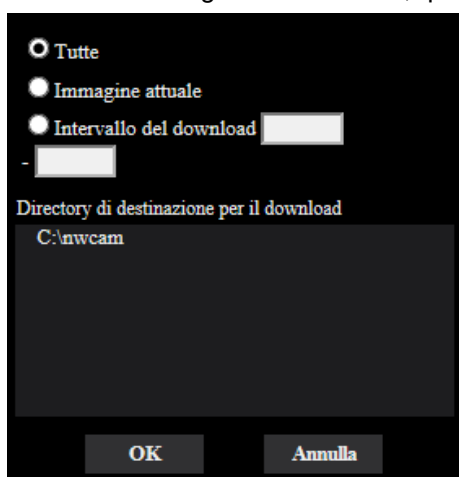 Tutte
Immagine attuale
Intervallo del download
-
Directory di destinazione per il download
C:\nwcam
OK Annulla